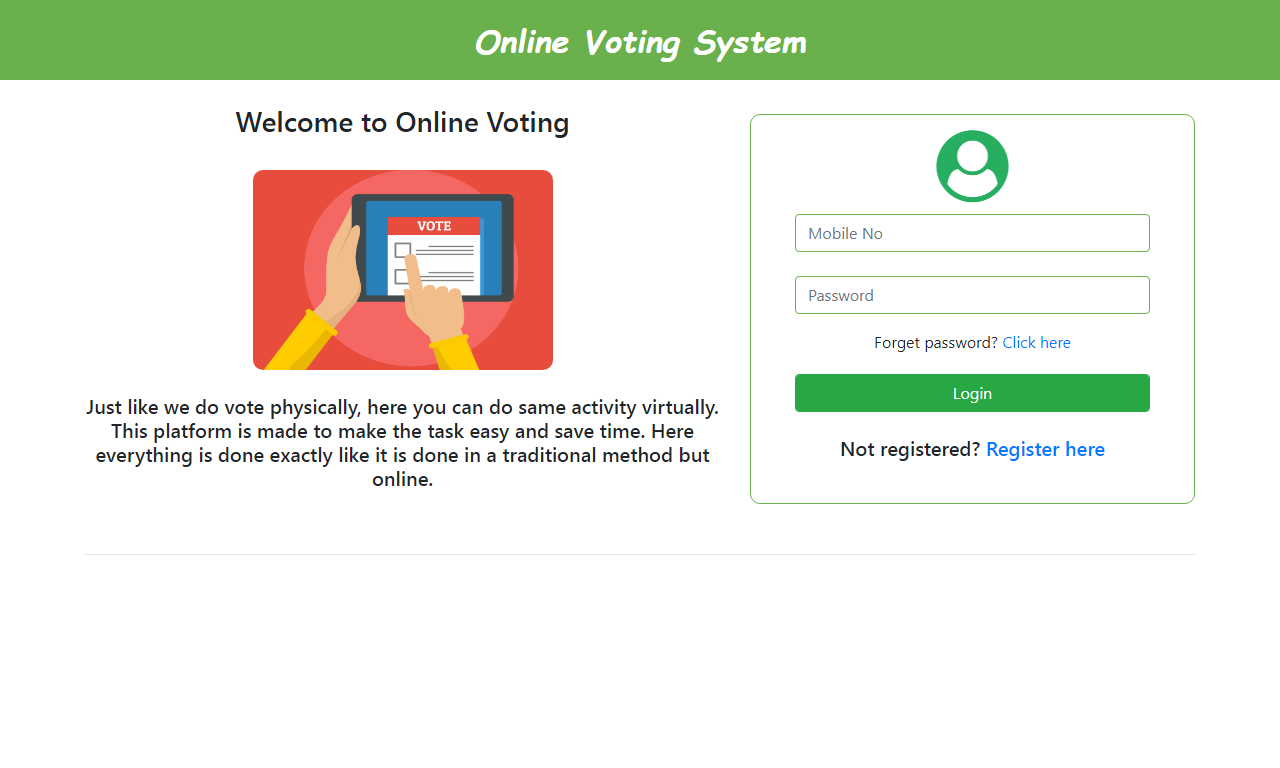 Online Voting System
Welcome to Online Voting
VOTE
Just like we do vote physically, here you can do same activity virtually.
This platform is made to make the task easy and save time. Here
everything is done exactly like it is done in a traditional method but
online.
Mobile No
Password
Forget password? Click here
Login
Not registered? Register here